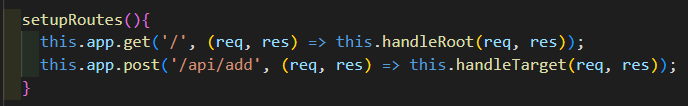 setupRoutes(){
this.app.get('/', (req, res) => this.handleRoot(req, res));
this.app.post('/api/add', (req, res) => this.handleTarget(req, res));
}